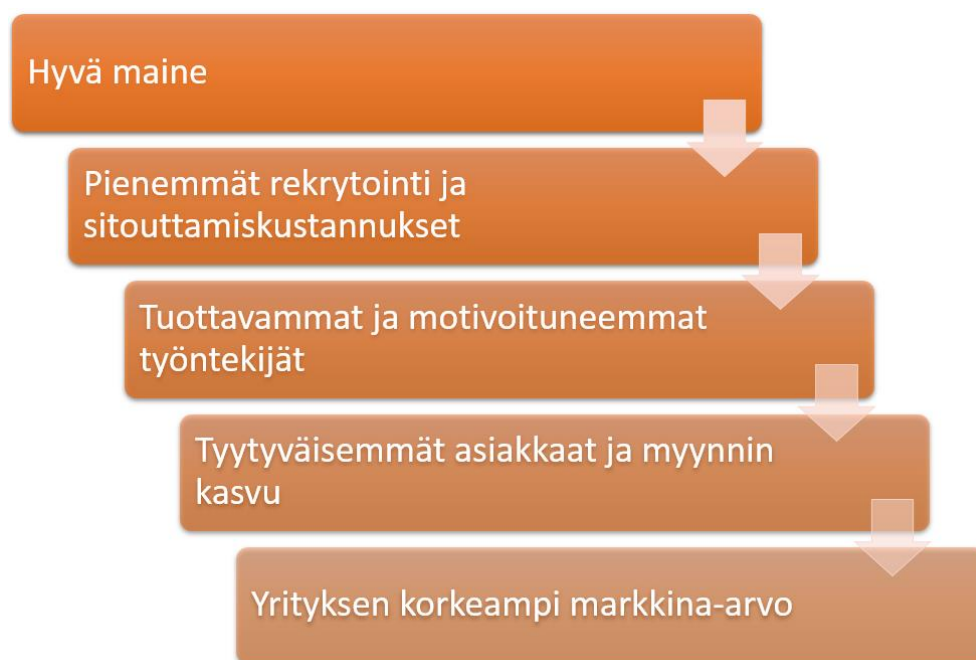 Hyvä maine
Pienemmät rekrytointi ja
sitouttamiskustannukset
Tuottavammat ja motivoituneemmat
työntekijät
Tyytyväisemmät asiakkaat ja myynnin
kasvu
Yrityksen korkeampi markkina-arvo